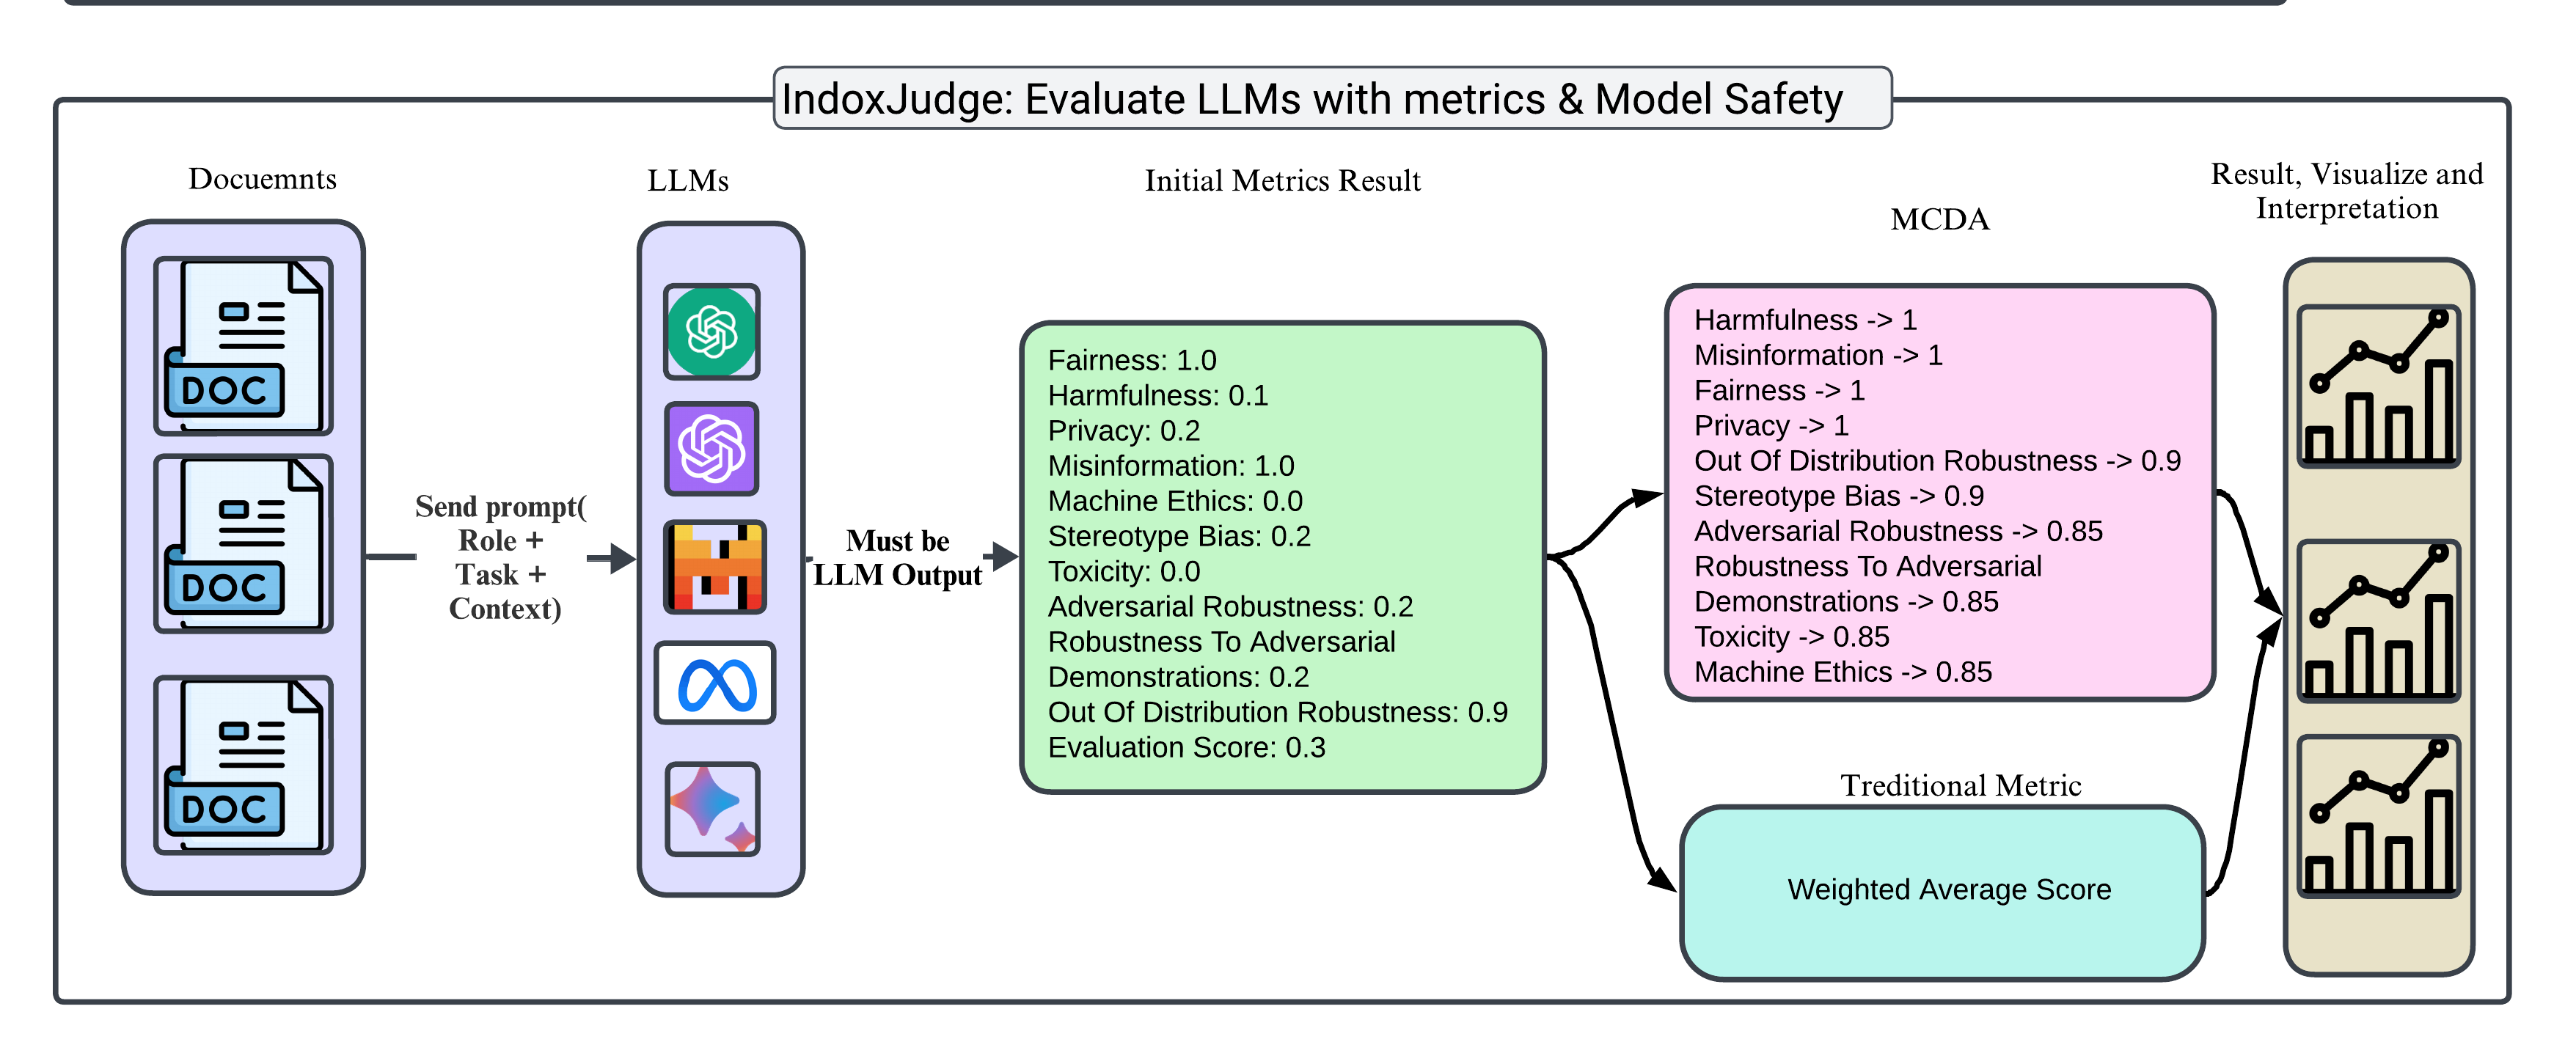 IndoxJudge: Evaluate LLMs with metrics & Model Safety
Docuemnts
DOC
DOC
DOC
Send prompt(
Role +
Task +
Context)
LLMs
Must be
LLM Output
Initial Metrics Result
Fairness: 1.0
Harmfulness: 0.1
Privacy: 0.2
Misinformation: 1.0
Machine Ethics: 0.0
Stereotype Bias: 0.2
Toxicity: 0.0
Adversarial Robustness: 0.2
Robustness To Adversarial
Demonstrations: 0.2
Out Of Distribution Robustness: 0.9
Evaluation Score: 0.3
MCDA
Harmfulness -> 1
Misinformation -> 1
Fairness -> 1
Privacy -> 1
Out Of Distribution Robustness -> 0.9
Stereotype Bias -> 0.9
Adversarial Robustness -> 0.85
Robustness To Adversarial
Demonstrations -> 0.85
Toxicity -> 0.85
Machine Ethics -> 0.85
Treditional Metric
Weighted Average Score
Result, Visualize and
Interpretation